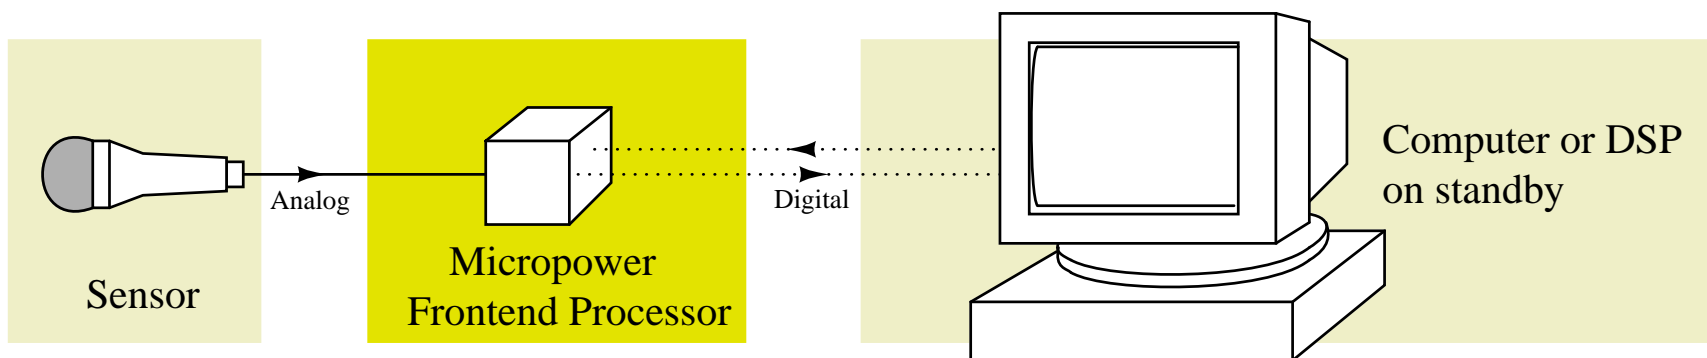 Sensor
Analog
Micropower
Frontend Processor
Digital
Computer or DSP
on standby